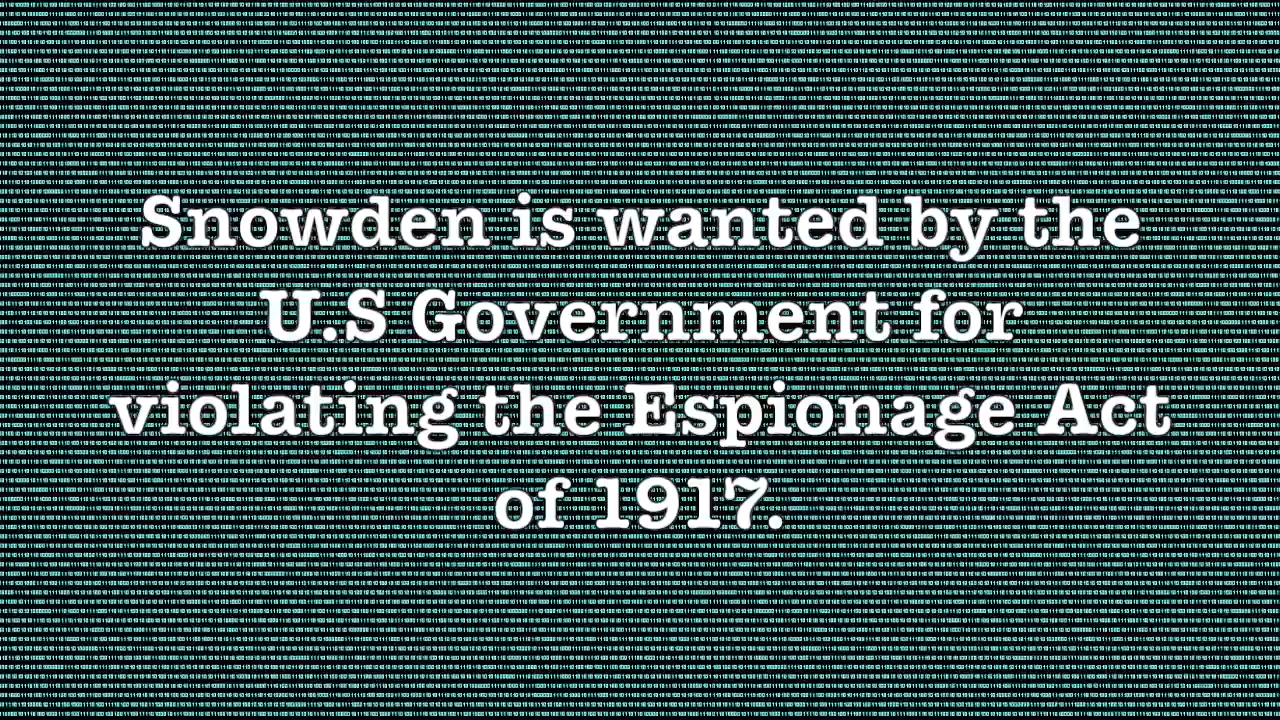 Snowden is wanted by the
U.S Government for
violating the Espionage Act
of 1917.